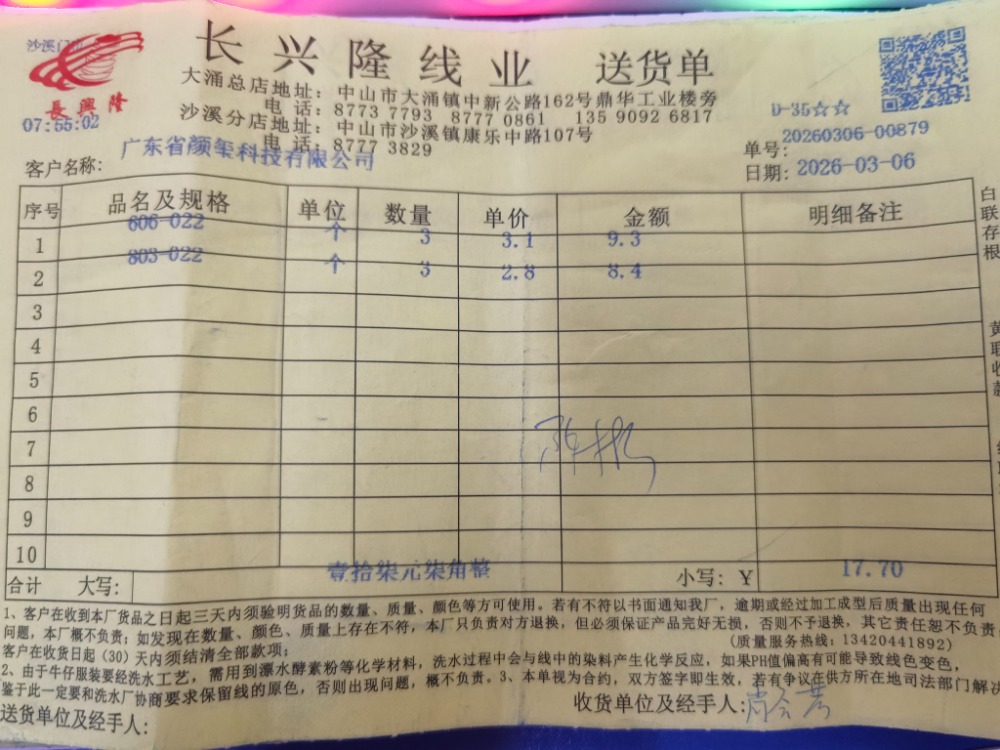 沙溪门
長興隆
07:55:02
长兴隆线业 送货单
大涌总店地址：中山市大涌镇中新公路162号鼎华工业楼旁
电 话：8773 7793 8777 0861 135 9092 6817
沙溪分店地址：中山市沙溪镇康乐中路107号
电 话：8777 3829
D-35☆☆
单号：20260306-00879
客户名称：广东省颜玺科技有限公司
日期：2026-03-06
序号 品名及规格 单位 数量 单价 金额 明细备注
1 606-022 个 3 3.1 9.3
2 803-022 个 3 2.8 8.4
3
4
5
6
7
8
9
10
合计 大写：壹拾柒元柒角整 小写：￥ 17.70
1、客户在收到本厂货品之日起三天内须验明货品的数量、质量、颜色等方可使用。若有不符以书面通知我厂，逾期或经过加工成型后质量出现任何
问题，本厂概不负责；如发现在数量、颜色、质量上存在不符，本厂只负责对方退换，但必须保证产品完好无损，否则不予退换，其它责任恕不负责
客户在收货日起（30）天内须结清全部款项； （质量服务热线：13420441892）
2、由于牛仔服装要经洗水工艺，需用到漂水酵素粉等化学材料，洗水过程中会与线中的染料产生化学反应，如果PH值偏高有可能导致线色变色，
鉴于此一定要和洗水厂协商要求保留线的原色，否则出现问题，概不负责。3、本单视为合约，双方签字即生效，若有争议在供方所在地司法部门解决
送货单位及经手人： 收货单位及经手人：
白联存根
黄联收款